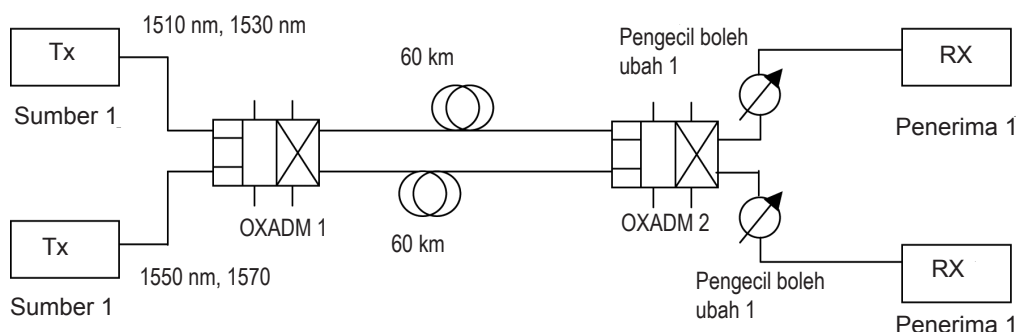 1510 nm, 1530 nm
Tx
Sumber 1
60 km
Pengecil boleh
ubah 1
RX
Penerima 1
OXADM 1
OXADM 2
Tx
Sumber 1
1550 nm, 1570
60 km
Pengecil boleh
ubah 1
RX
Penerima 1